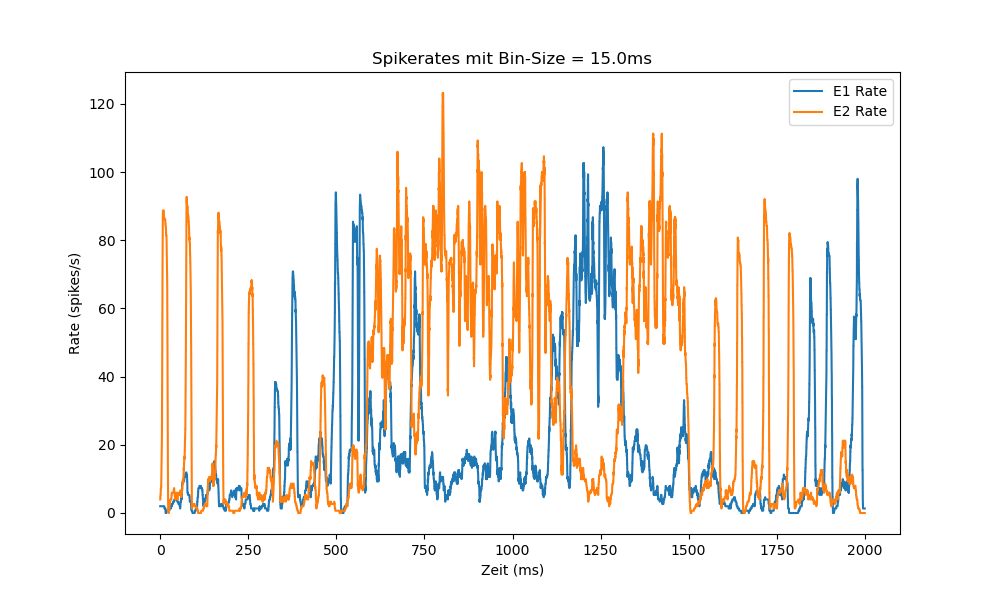 Spikerates mit Bin-Size = 15.0ms
E1 Rate
E2 Rate
120
100
80
60
40
20
0
Rate (spikes/s)
0 250 500 750 1000 1250 1500 1750 2000
Zeit (ms)